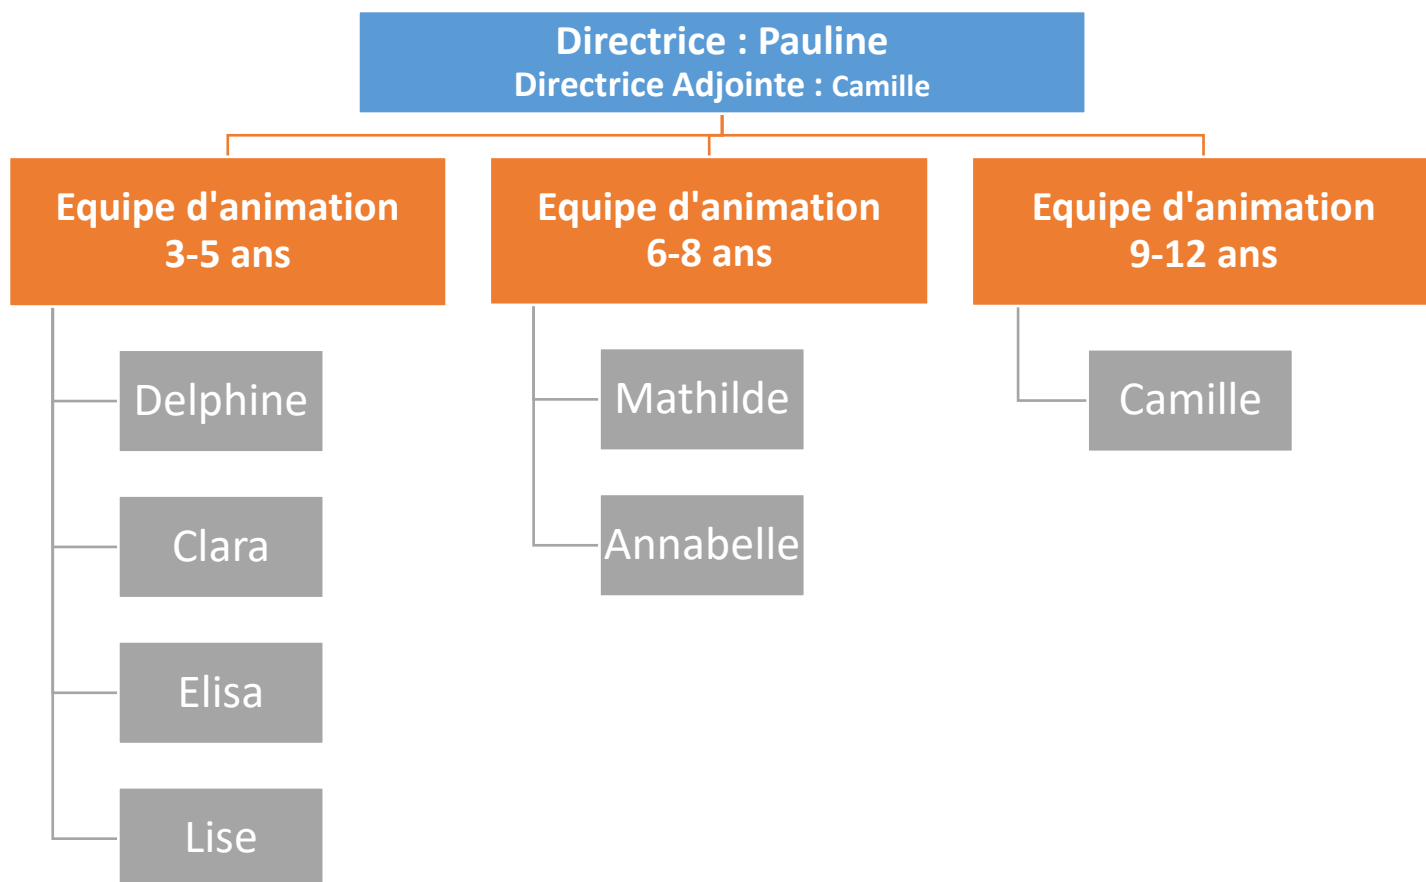 Directrice : Pauline
Directrice Adjointe : Camille
Equipe d'animation
3-5 ans
Delphine
Clara
Elisa
Lise
Equipe d'animation
6-8 ans
Mathilde
Annabelle
Equipe d'animation
9-12 ans
Camille